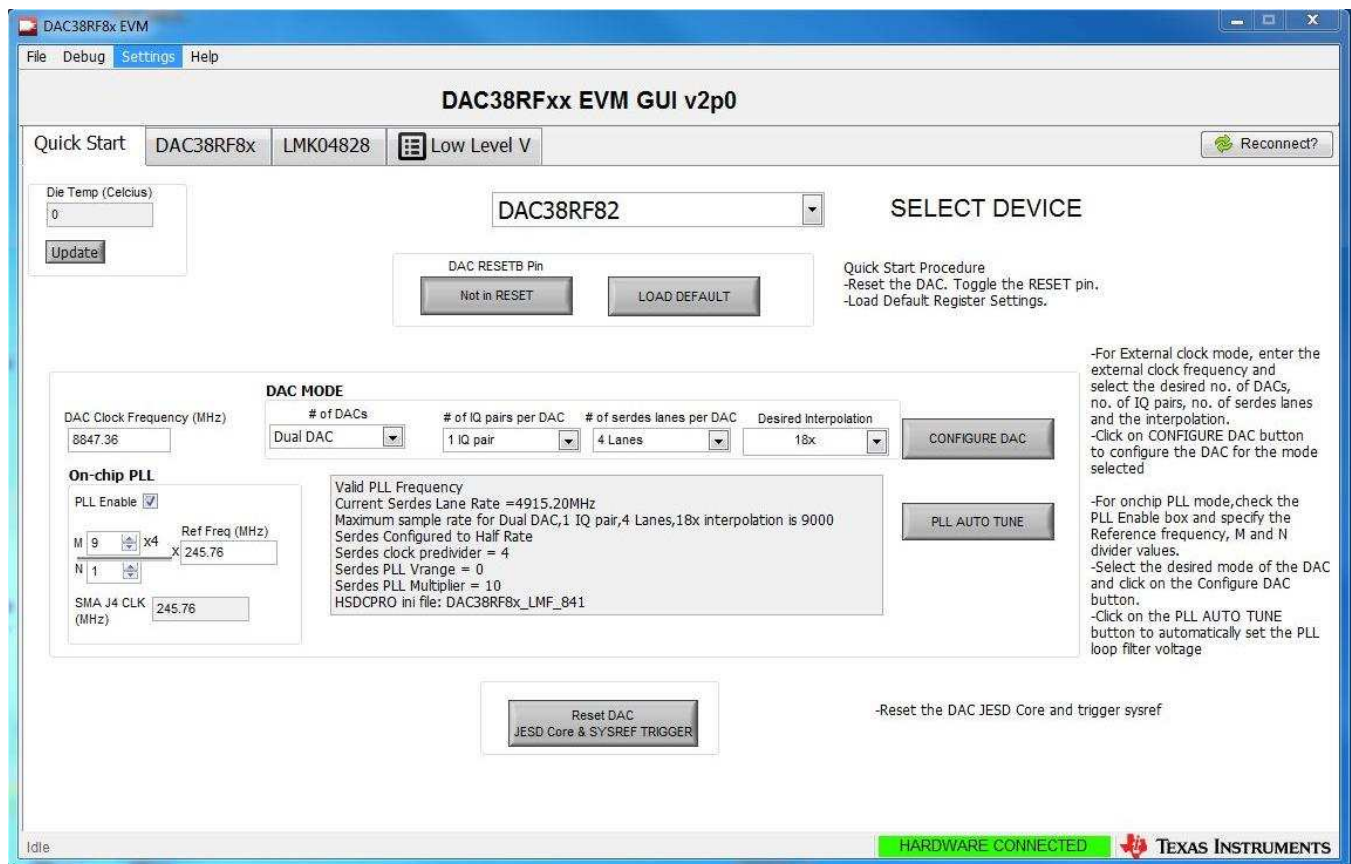 DAC38RF8x EVM
File Debug Settings Help
DAC38RFxx EVM GUI v2p0
Quick Start DAC38RF8x LMK04828 Low Level V Reconnect?
Die Temp (Celcius)
0
Update
DAC38RF82
SELECT DEVICE
DAC RESETB Pin
Not in RESET LOAD DEFAULT
Quick Start Procedure
-Reset the DAC. Toggle the RESET pin.
-Load Default Register Settings.
DAC Clock Frequency (MHz)
8847.36
DAC MODE
# of DACs # of IQ pairs per DAC # of serdes lanes per DAC Desired Interpolation
Dual DAC 1 IQ pair 4 Lanes 18x
CONFIGURE DAC
On-chip PLL
PLL Enable
M 9 x4 Ref Freq (MHz)
X 245.76
N 1
SMA J4 CLK 245.76
(MHz)
Valid PLL Frequency
Current Serdes Lane Rate =4915.20MHz
Maximum sample rate for Dual DAC,1 IQ pair,4 Lanes,18x interpolation is 9000
Serdes Configured to Half Rate
Serdes clock predivider = 4
Serdes PLL Vrange = 0
Serdes PLL Multiplier = 10
HSDCPRO ini file: DAC38RF8x_LMF_841
PLL AUTO TUNE
-For External clock mode, enter the
external clock frequency and
select the desired no. of DACs,
no. of IQ pairs, no. of serdes lanes
and the interpolation.
-Click on CONFIGURE DAC button
to configure the DAC for the mode
selected
-For onchip PLL mode,check the
PLL Enable box and specify the
Reference frequency, M and N
divider values.
-Select the desired mode of the DAC
and click on the Configure DAC
button.
-Click on the PLL AUTO TUNE
button to automatically set the PLL
loop filter voltage
Reset DAC
JESD Core & SYSREF TRIGGER
-Reset the DAC JESD Core and trigger sysref
Idle
HARDWARE CONNECTED
TEXAS INSTRUMENTS